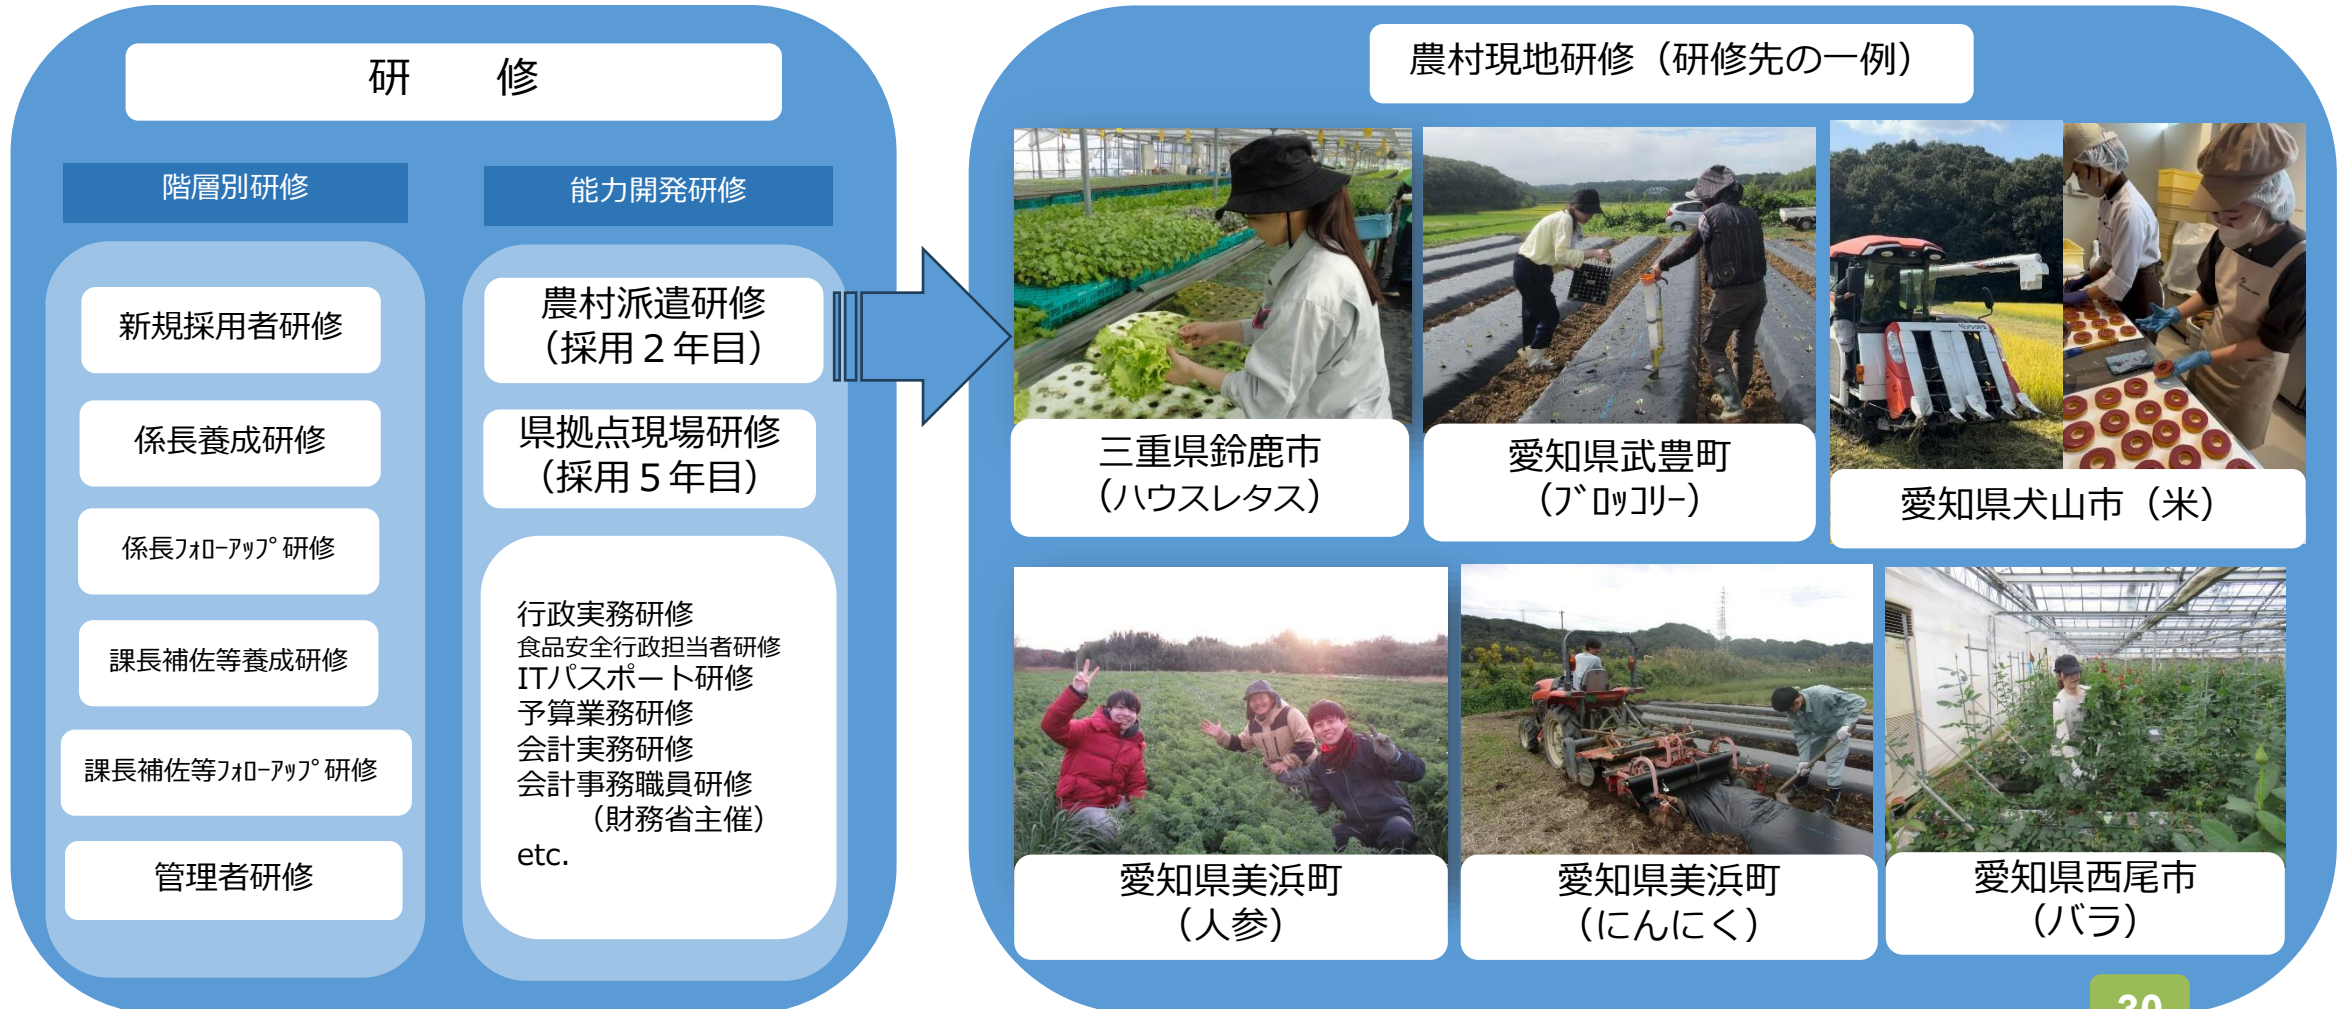 研　修
階層別研修
新規採用者研修
係長養成研修
係長ﾌｫﾛｰｱｯﾌﾟ研修
課長補佐等養成研修
課長補佐等ﾌｫﾛｰｱｯﾌﾟ研修
管理者研修
能力開発研修
農村派遣研修
（採用２年目）
県拠点現場研修
（採用５年目）
行政実務研修
食品安全行政担当者研修
ITパスポート研修
予算業務研修
会計実務研修
会計事務職員研修
（財務省主催）
etc.
農村現地研修（研修先の一例）
三重県鈴鹿市
（ハウスレタス）
愛知県武豊町
（ﾌﾞﾛｯｺﾘｰ）
愛知県犬山市（米）
愛知県美浜町
（人参）
愛知県美浜町
（にんにく）
愛知県西尾市
（バラ）
30